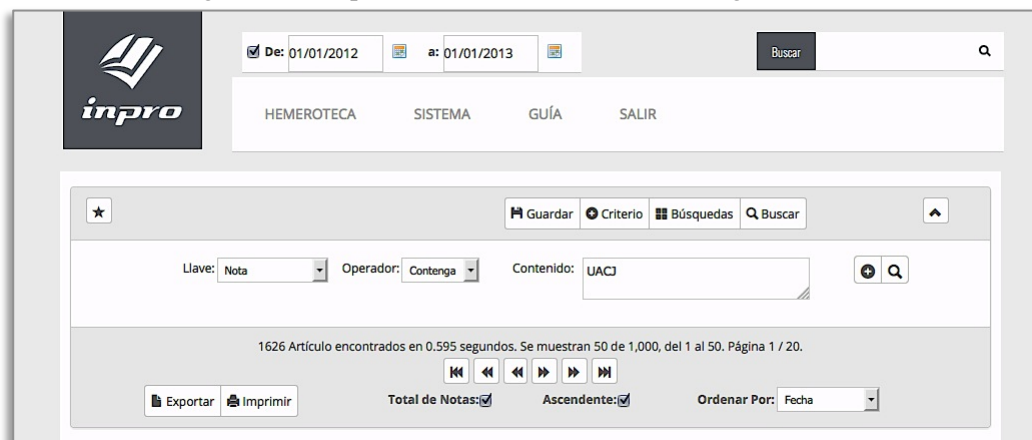 De: 01/01/2012 a: 01/01/2013 Buscar
inpro
HEMEROTECA SISTEMA GUÍA SALIR
Guardar Criterio Búsquedas Buscar
Llave: Nota Operador: Contenga Contenido: UACJ
1626 Artículo encontrados en 0.595 segundos. Se muestran 50 de 1,000, del 1 al 50. Página 1 / 20.
Exportar Imprimir Total de Notas: Ascendente: Ordenar Por: Fecha